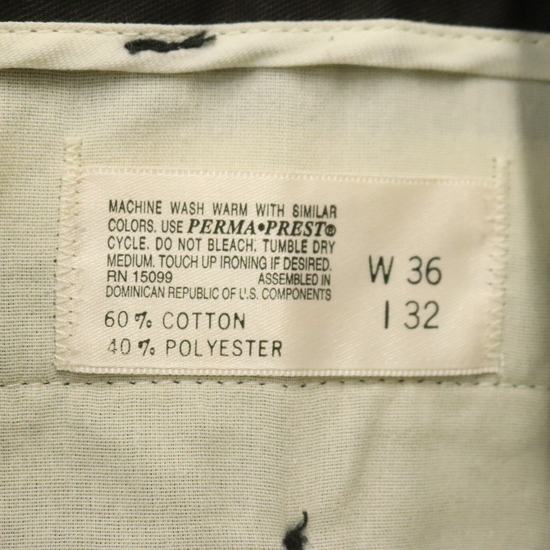 MACHINE WASH WARM WITH SIMILAR
COLORS. USE PERMA•PREST®
CYCLE. DO NOT BLEACH. TUMBLE DRY
MEDIUM. TOUCH UP IRONING IF DESIRED.
RN 15099 ASSEMBLED IN
DOMINICAN REPUBLIC OF U.S. COMPONENTS
60% COTTON
40% POLYESTER
W 36
I 32